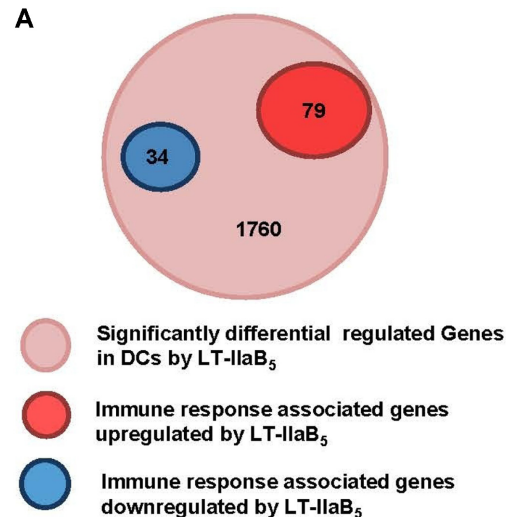 A
79
34
1760
Significantly differential regulated Genes
in DCs by LT-IIaB5
Immune response associated genes
upregulated by LT-IIaB5
Immune response associated genes
downregulated by LT-IIaB5